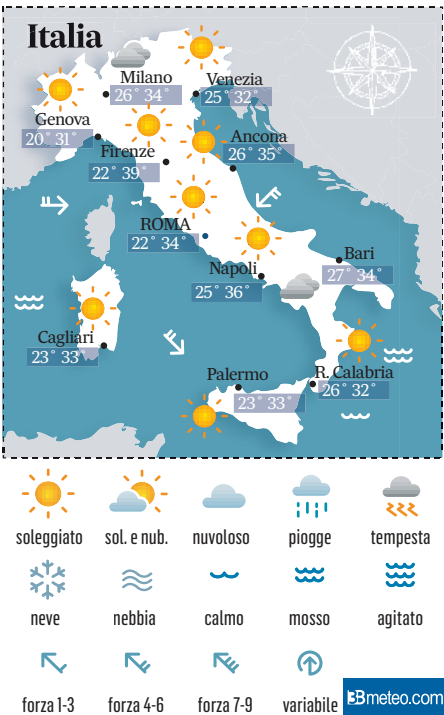 Italia
Milano
26° 34°
Venezia
25° 32°
Genova
20° 31°
Ancona
26° 35°
Firenze
22° 39°
ROMA
22° 34°
Bari
27° 34°
Napoli
25° 36°
Cagliari
23° 33°
Palermo
23° 33°
R. Calabria
26° 32°
soleggiato sol. e nub. nuvoloso piogge tempesta
neve nebbia calmo mosso agitato
forza 1-3 forza 4-6 forza 7-9 variabile
3Bmeteo.com